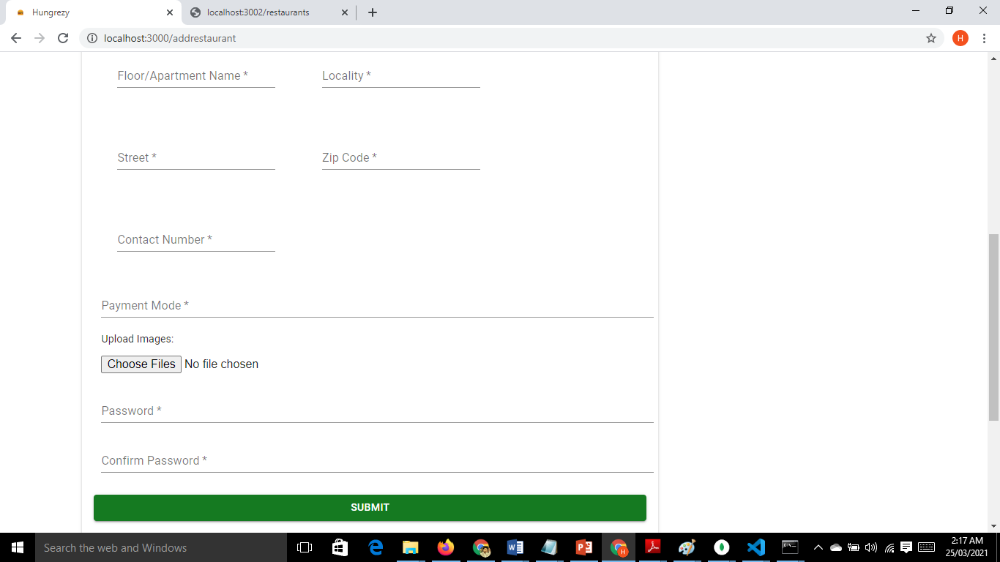 Hungrezy
localhost:3002/restaurants
localhost:3000/addrestaurant
H
Floor/Apartment Name * Locality *
Street * Zip Code *
Contact Number *
Payment Mode *
Upload Images:
Choose Files No file chosen
Password *
Confirm Password *
SUBMIT
Search the web and Windows
2:17 AM
25/03/2021